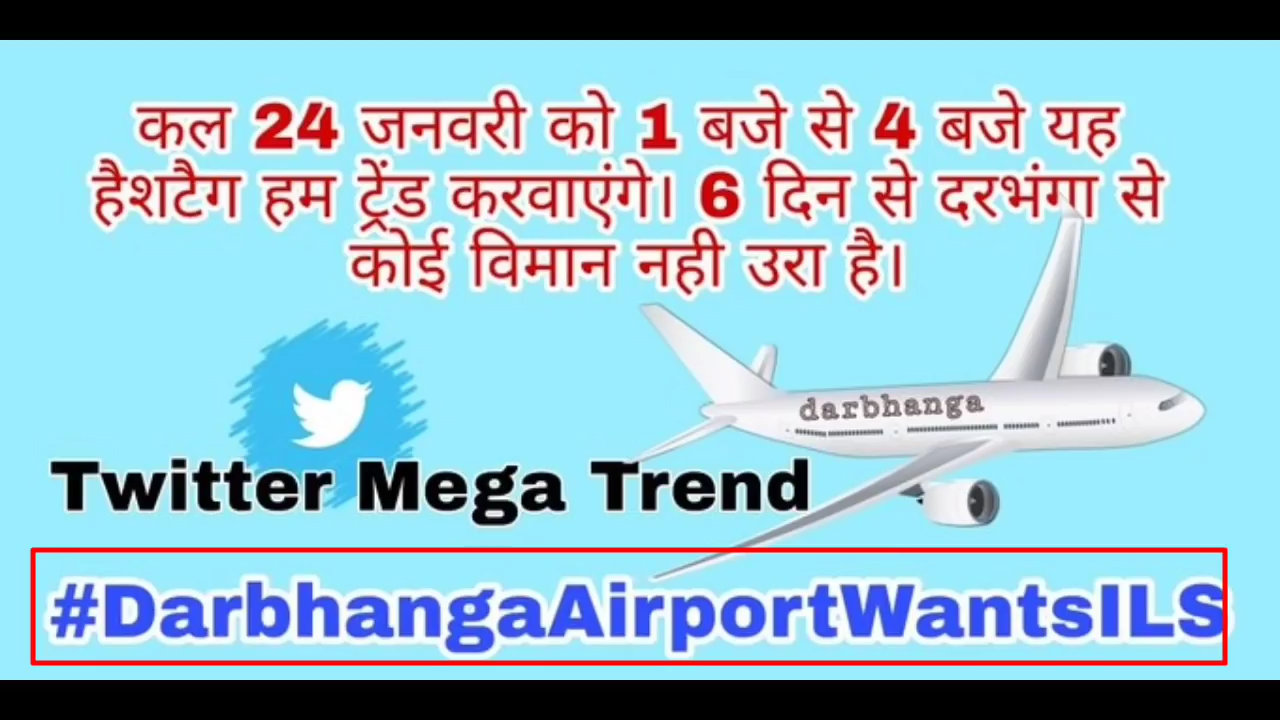 कल 24 जनवरी को 1 बजे से 4 बजे यह
हैशटैग हम ट्रेंड करवाएंगे। 6 दिन से दरभंगा से
कोई विमान नही उरा है।
darbhanga
Twitter Mega Trend
#DarbhangaAirportWantsILS